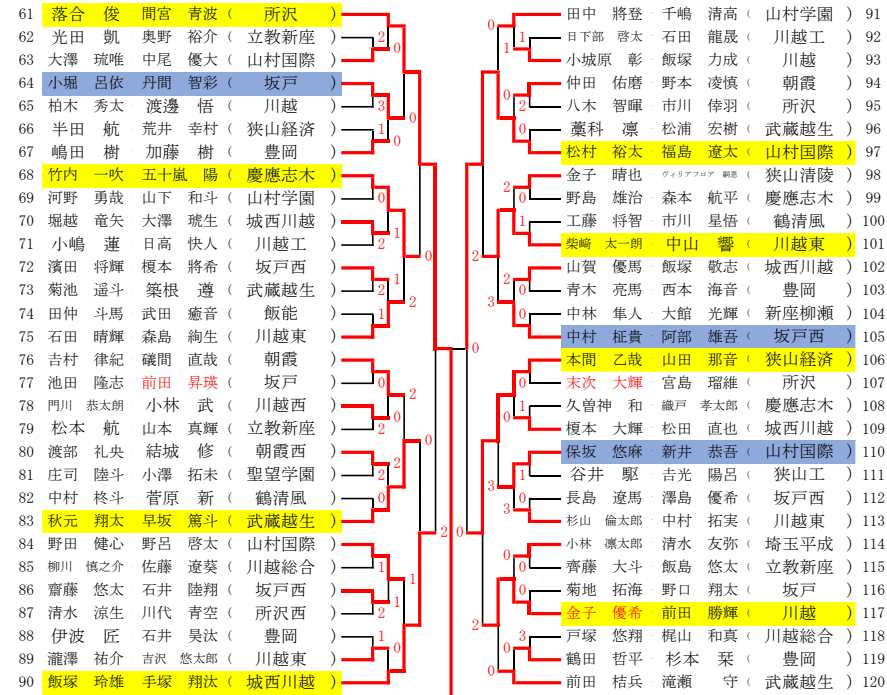 61 落合 俊 間宮 青波 ( 所沢 )
62 光田 凱 奥野 裕介 ( 立教新座 )
63 大澤 琉唯 中尾 優大 ( 山村国際 )
64 小堀 呂依 丹間 智彩 ( 坂戸 )
65 柏木 秀太 渡邊 悟 ( 川越 )
66 半田 航 荒井 幸村 ( 狭山経済 )
67 嶋田 樹 加藤 樹 ( 豊岡 )
68 竹内 一吹 五十嵐 陽 ( 慶應志木 )
69 河野 勇哉 山下 和斗 ( 山村学園 )
70 堀越 竜矢 大澤 琥生 ( 城西川越 )
71 小嶋 蓮 日高 快人 ( 川越工 )
72 濱田 将輝 榎本 將希 ( 坂戸西 )
73 菊池 遥斗 築根 遵 ( 武蔵越生 )
74 田仲 斗馬 武田 癒音 ( 飯能 )
75 石田 晴輝 森島 絢生 ( 川越東 )
76 吉村 律紀 礒間 直哉 ( 朝霞 )
77 池田 隆志 前田 昇瑛 ( 坂戸 )
78 門川 恭太朗 小林 武 ( 川越西 )
79 松本 航 山本 真輝 ( 立教新座 )
80 渡部 礼央 結城 修 ( 朝霞西 )
81 庄司 陸斗 小澤 拓未 ( 聖望学園 )
82 中村 柊斗 菅原 新 ( 鶴清風 )
83 秋元 翔太 早坂 篤斗 ( 武蔵越生 )
84 野田 健心 野呂 啓太 ( 山村国際 )
85 柳川 慎之介 佐藤 遼葵 ( 川越総合 )
86 齋藤 悠太 石井 陸翔 ( 坂戸西 )
87 清水 涼生 川代 青空 ( 所沢西 )
88 伊波 匠 石井 昊汰 ( 豊岡 )
89 瀧澤 祐介 吉沢 悠太郎 ( 川越東 )
90 飯塚 玲雄 手塚 翔汰 ( 城西川越 )
田中 將登 千嶋 清高 ( 山村学園 ) 91
日下部 啓太 石田 龍晟 ( 川越工 ) 92
小城原 彰 飯塚 力成 ( 川越 ) 93
仲田 佑磨 野本 凌慎 ( 朝霞 ) 94
八木 智暉 市川 倖羽 ( 所沢 ) 95
藁科 凛 松浦 宏樹 ( 武蔵越生 ) 96
松村 裕太 福島 遼太 ( 山村国際 ) 97
金子 晴也 ヴィリアフロア ( 狭山清陵 ) 98
野島 雄治 森本 航平 ( 慶應志木 ) 99
工藤 将智 市川 星悟 ( 鶴清風 ) 100
柴﨑 太一朗 中山 響 ( 川越東 ) 101
山賀 優馬 飯塚 敬志 ( 城西川越 ) 102
青木 亮馬 西本 海音 ( 豊岡 ) 103
中林 隼人 大館 光輝 ( 新座柳瀬 ) 104
中村 柾貴 阿部 雄吾 ( 坂戸西 ) 105
本間 乙哉 山田 那音 ( 狭山経済 ) 106
末次 大輝 宮島 瑠維 ( 所沢 ) 107
久曽神 和 織戸 孝太郎 ( 慶應志木 ) 108
榎本 大輝 松田 直也 ( 城西川越 ) 109
保坂 悠麻 新井 恭吾 ( 山村国際 ) 110
谷井 駆 吉光 陽呂 ( 狭山工 ) 111
長島 遼馬 澤島 優希 ( 坂戸西 ) 112
杉山 倫太郎 中村 拓実 ( 川越東 ) 113
小林 凛太郎 清水 友弥 ( 埼玉平成 ) 114
齊藤 大斗 飯島 悠太 ( 立教新座 ) 115
菊地 拓海 野口 翔太 ( 坂戸 ) 116
金子 優希 前田 勝輝 ( 川越 ) 117
戸塚 悠翔 梶山 和真 ( 川越総合 ) 118
鶴田 哲平 杉本 栞 ( 豊岡 ) 119
前田 桔兵 滝瀬 守 ( 武蔵越生 ) 120